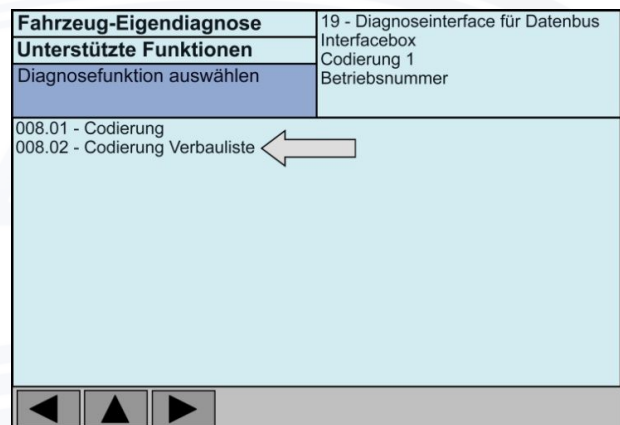 Fahrzeug-Eigendiagnose
Unterstützte Funktionen
Diagnosefunktion auswählen
19 - Diagnoseinterface für Datenbus
Interfacebox
Codierung 1
Betriebsnummer
008.01 - Codierung
008.02 - Codierung Verbauliste